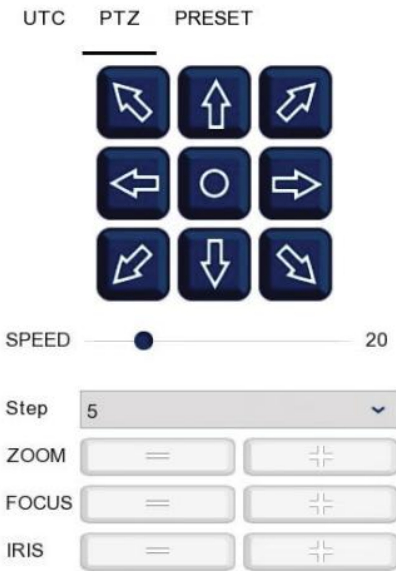 UTC PTZ PRESET
SPEED 20
Step 5
ZOOM
FOCUS
IRIS